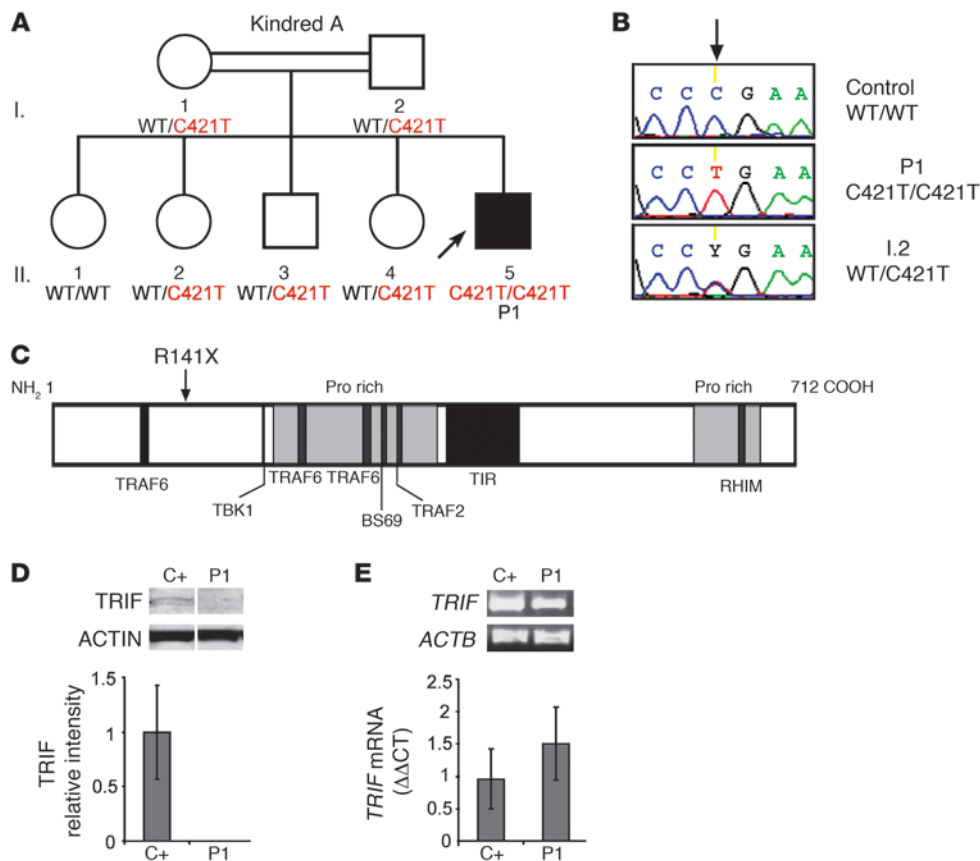 A
Kindred A
I.
1 2
WT/C421T WT/C421T
II.
1 2 3 4 5
WT/WT WT/C421T WT/C421T WT/C421T C421T/C421T
P1
B
C C C G A A
Control
WT/WT
C C T G A A
P1
C421T/C421T
C C Y G A A
I.2
WT/C421T
C
R141X
NH2 1 Pro rich Pro rich 712 COOH
TRAF6 TBK1 TRAF6 TRAF6 BS69 TRAF2 TIR RHIM
D
C+ P1
TRIF
ACTIN
TRIF
relative intensity
1.5
1
0.5
0
C+ P1
E
C+ P1
TRIF
ACTB
TRIF mRNA
(ΔΔCT)
2.5
2
1.5
1
0.5
0
C+ P1